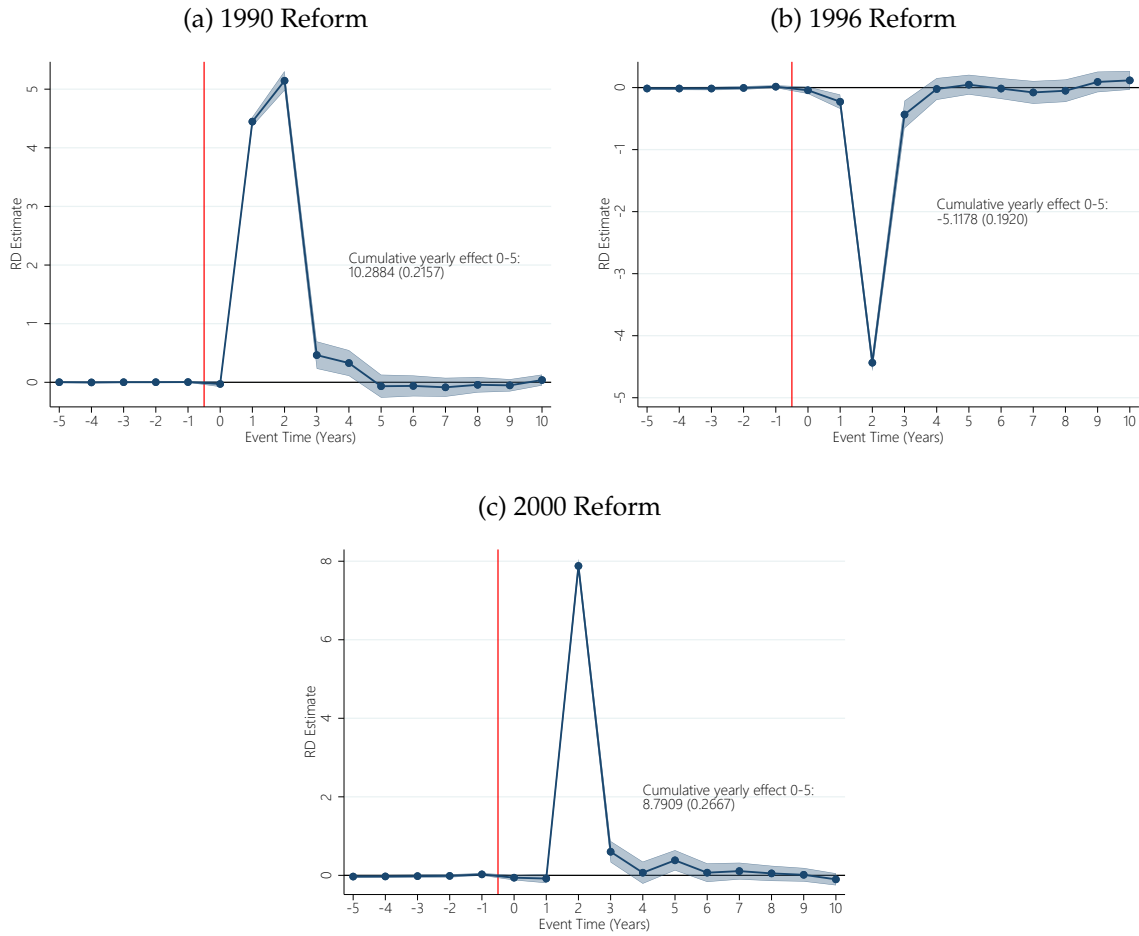 (a) 1990 Reform
RD Estimate
5
4
3
2
1
0
Cumulative yearly effect 0-5:
10.2884 (0.2157)
-5 -4 -3 -2 -1 0 1 2 3 4 5 6 7 8 9 10
Event Time (Years)
(b) 1996 Reform
RD Estimate
0
-1
-2
-3
-4
-5
Cumulative yearly effect 0-5:
-5.1178 (0.1920)
-5 -4 -3 -2 -1 0 1 2 3 4 5 6 7 8 9 10
Event Time (Years)
(c) 2000 Reform
RD Estimate
8
6
4
2
0
Cumulative yearly effect 0-5:
8.7909 (0.2667)
-5 -4 -3 -2 -1 0 1 2 3 4 5 6 7 8 9 10
Event Time (Years)